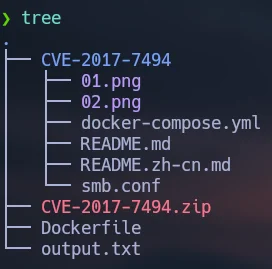 ❯ tree
.
├── CVE-2017-7494
│   ├── 01.png
│   ├── 02.png
│   ├── docker-compose.yml
│   ├── README.md
│   ├── README.zh-cn.md
│   └── smb.conf
├── CVE-2017-7494.zip
├── Dockerfile
└── output.txt